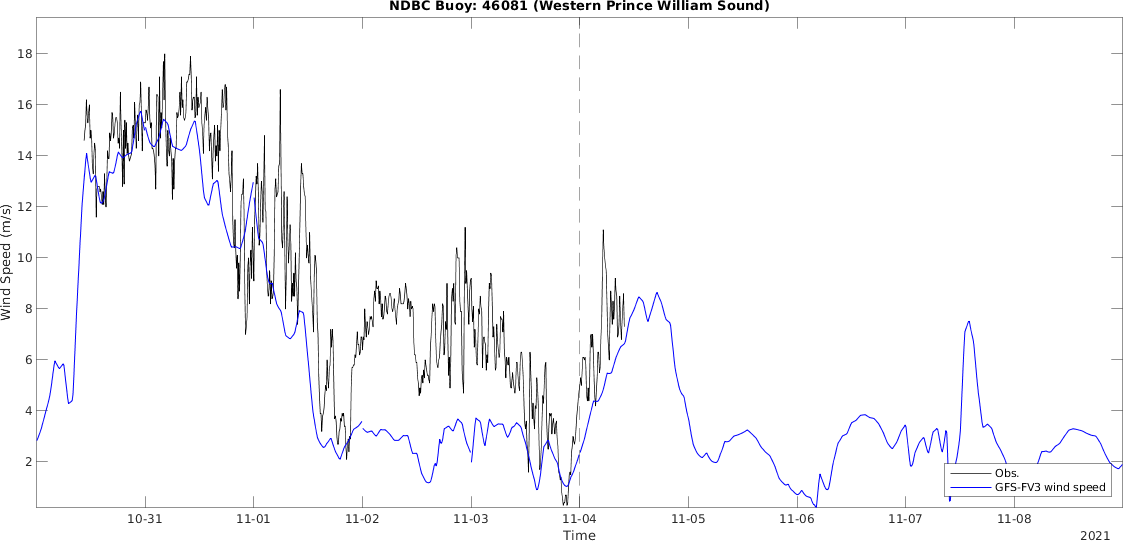 NDBC Buoy: 46081 (Western Prince William Sound)
Wind Speed (m/s)
18
16
14
12
10
8
6
4
2
Obs.
GFS-FV3 wind speed
10-31 11-01 11-02 11-03 11-04 11-05 11-06 11-07 11-08
Time
2021